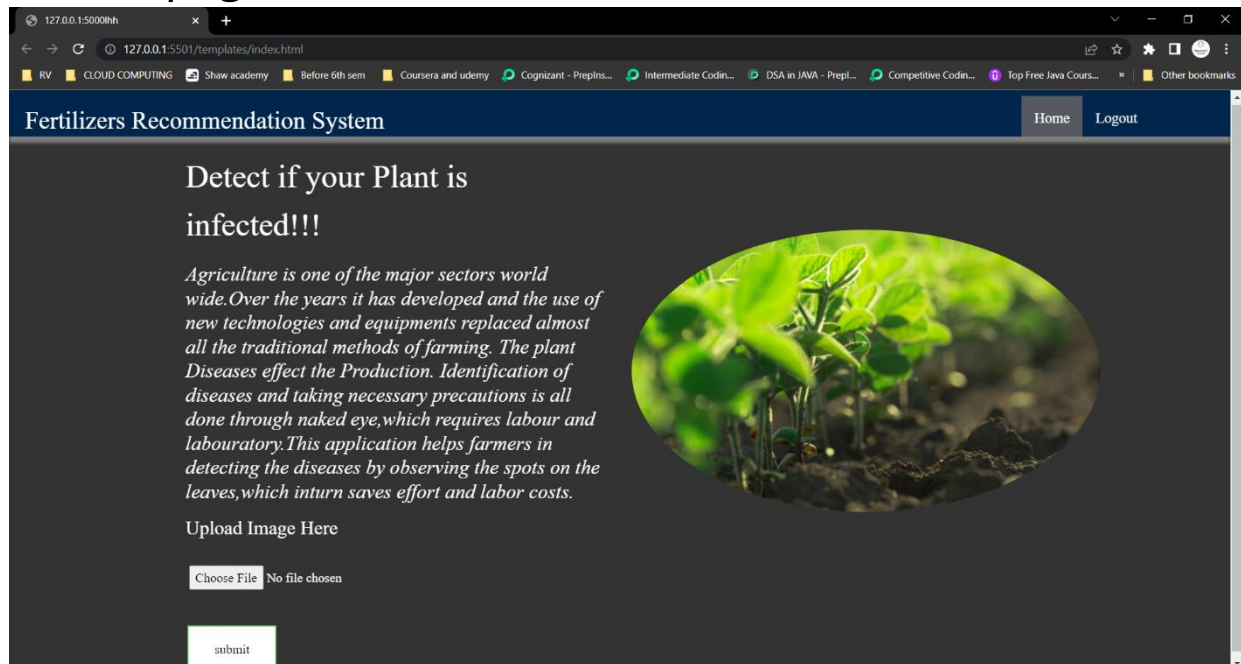 127.0.0.1:5000lhh
127.0.0.1:5501/templates/index.html
RV CLOUD COMPUTING Shaw academy Before 6th sem Coursera and udemy Cognizant - PrepIns... Intermediate Codin... DSA in JAVA - Prepl... Competitive Codin... Top Free Java Cours... » Other bookmarks
Fertilizers Recommendation System Home Logout
Detect if your Plant is
infected!!!
Agriculture is one of the major sectors world
wide.Over the years it has developed and the use of
new technologies and equipments replaced almost
all the traditional methods of farming. The plant
Diseases effect the Production. Identification of
diseases and taking necessary precautions is all
done through naked eye,which requires labour and
labouratory.This application helps farmers in
detecting the diseases by observing the spots on the
leaves,which inturn saves effort and labor costs.
Upload Image Here
Choose File No file chosen
submit